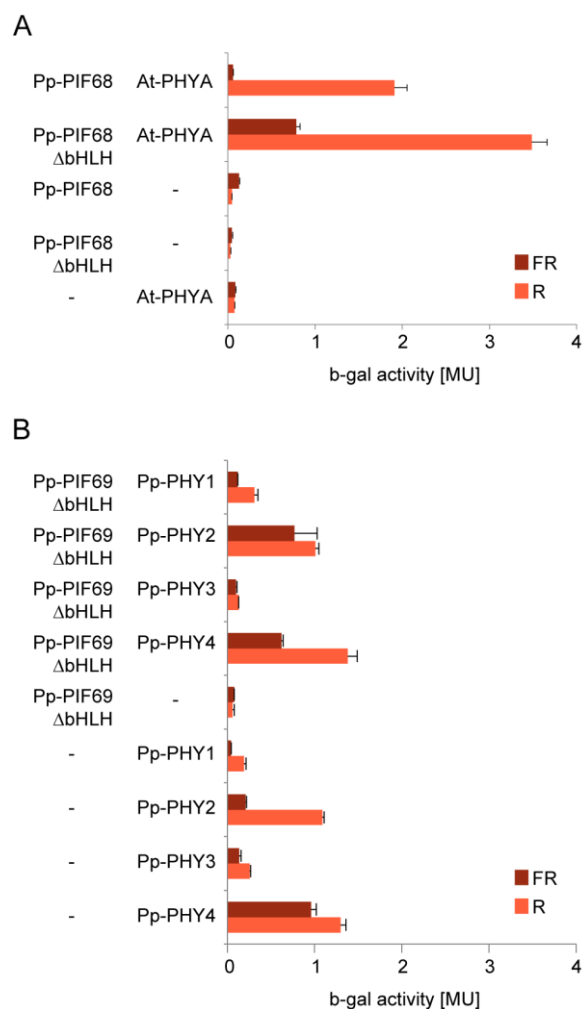 A
Pp-PIF68 At-PHYA
Pp-PIF68 At-PHYA
ΔbHLH
Pp-PIF68 -
Pp-PIF68 -
ΔbHLH
- At-PHYA
FR
R
0 1 2 3 4
b-gal activity [MU]
B
Pp-PIF69 Pp-PHY1
ΔbHLH
Pp-PIF69 Pp-PHY2
ΔbHLH
Pp-PIF69 Pp-PHY3
ΔbHLH
Pp-PIF69 Pp-PHY4
ΔbHLH
Pp-PIF69 -
ΔbHLH
- Pp-PHY1
- Pp-PHY2
- Pp-PHY3
- Pp-PHY4
FR
R
0 1 2 3 4
b-gal activity [MU]